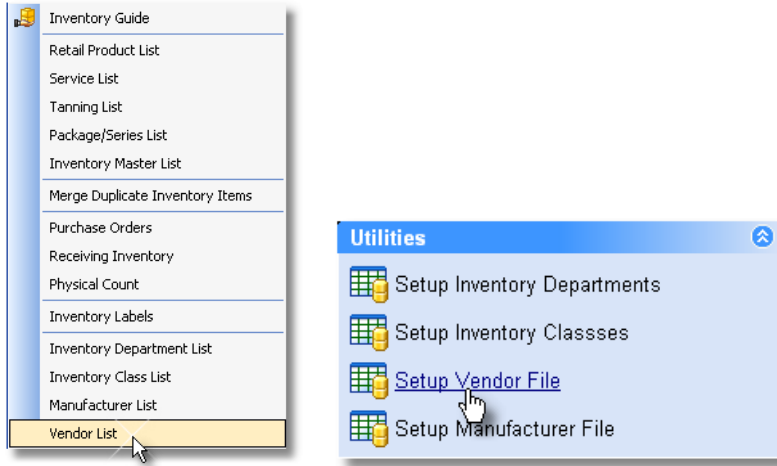 Inventory Guide
Retail Product List
Service List
Tanning List
Package/Series List
Inventory Master List
Merge Duplicate Inventory Items
Purchase Orders
Receiving Inventory
Physical Count
Inventory Labels
Inventory Department List
Inventory Class List
Manufacturer List
Vendor List
Utilities
Setup Inventory Departments
Setup Inventory Classses
Setup Vendor File
Setup Manufacturer File